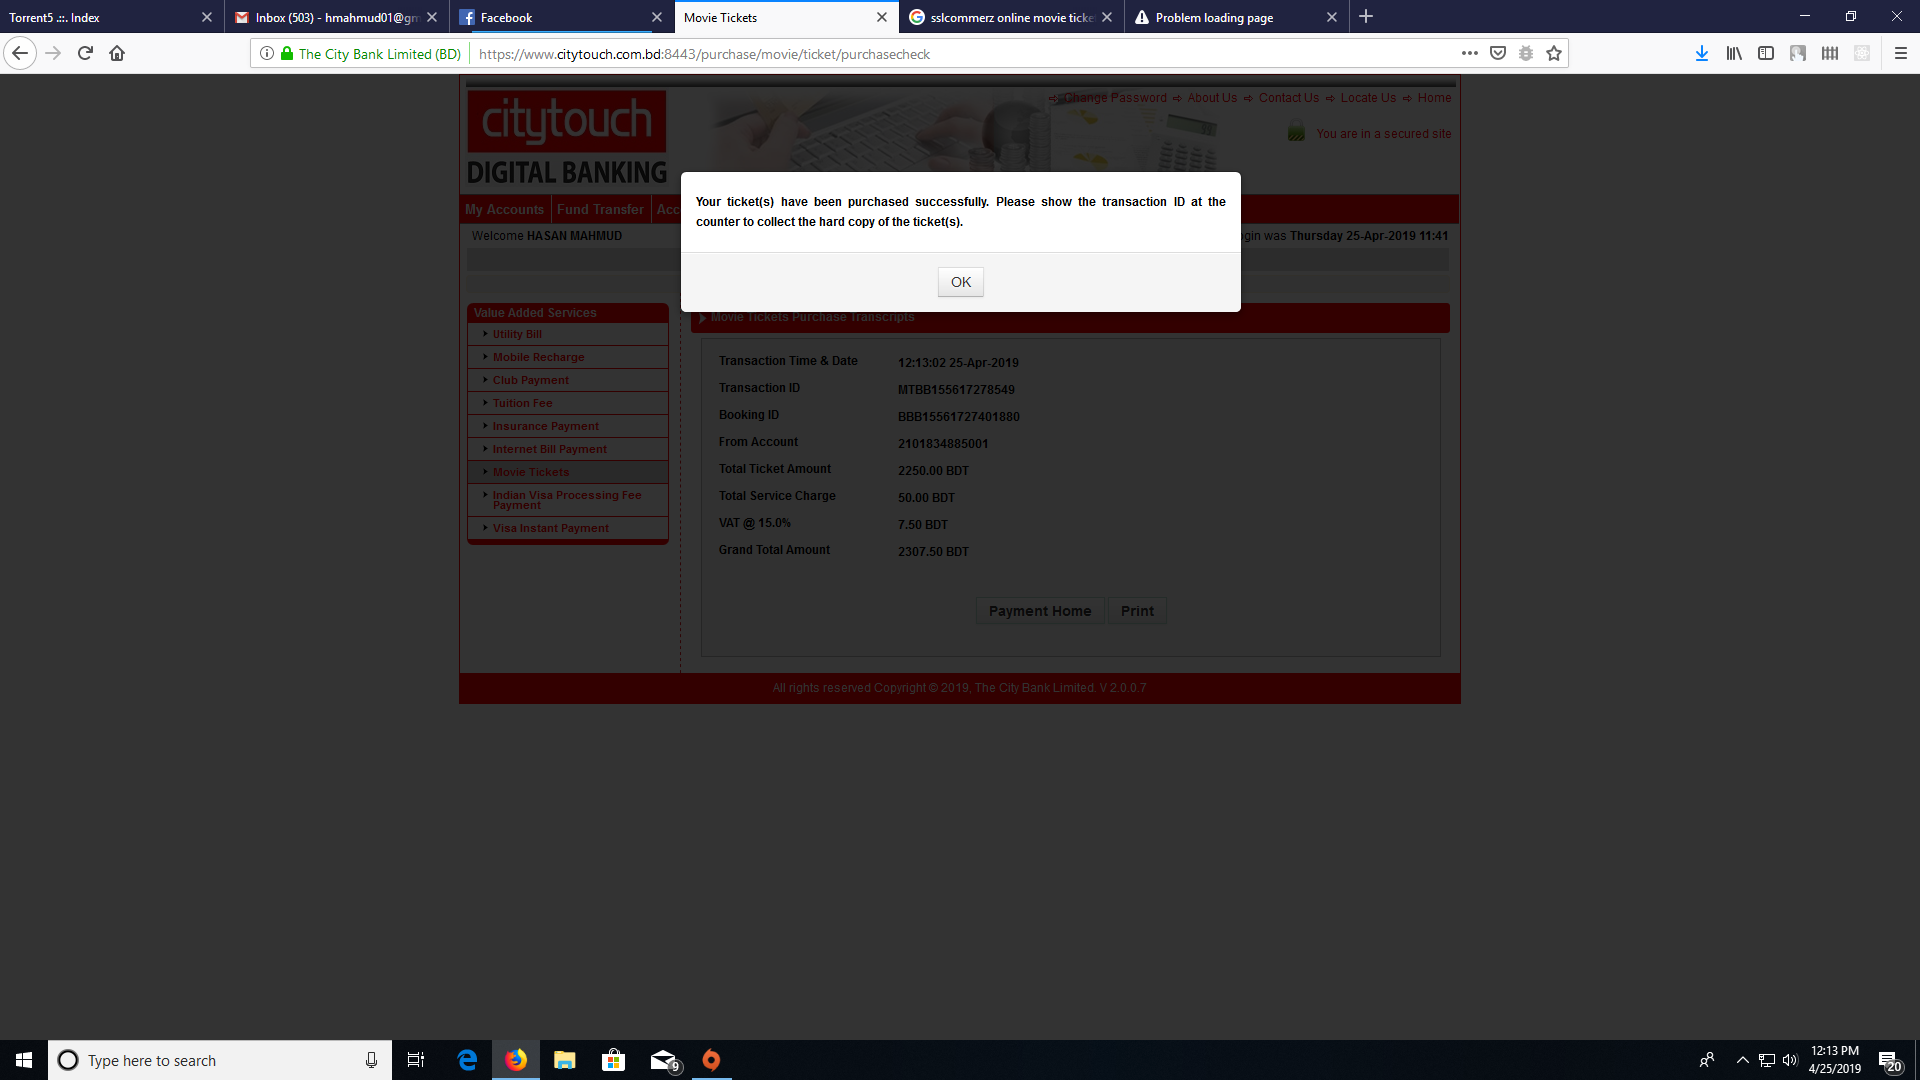 Torrent5 .::. Index
Inbox (503) - hmahmud01@gm
Facebook
Movie Tickets
sslcommerz online movie ticke
Problem loading page
The City Bank Limited (BD)
https://www.citytouch.com.bd:8443/purchase/movie/ticket/purchasecheck
citytouch
DIGITAL BANKING
Change Password
About Us
Contact Us
Locate Us
Home
You are in a secured site
My Accounts
Fund Transfer
Acc
Welcome HASAN MAHMUD
ogin was Thursday 25-Apr-2019 11:41
Your ticket(s) have been purchased successfully. Please show the transaction ID at the
counter to collect the hard copy of the ticket(s).
OK
Value Added Services
Utility Bill
Mobile Recharge
Club Payment
Tuition Fee
Insurance Payment
Internet Bill Payment
Movie Tickets
Indian Visa Processing Fee
Payment
Visa Instant Payment
Movie Tickets Purchase Transcripts
Transaction Time & Date 12:13:02 25-Apr-2019
Transaction ID MTBB155617278549
Booking ID BBB15561727401880
From Account 2101834885001
Total Ticket Amount 2250.00 BDT
Total Service Charge 50.00 BDT
VAT @ 15.0% 7.50 BDT
Grand Total Amount 2307.50 BDT
Payment Home
Print
All rights reserved Copyright © 2019, The City Bank Limited. V 2.0.0.7
Type here to search
9
12:13 PM
4/25/2019
20